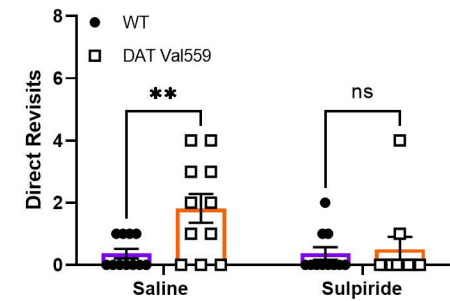 WT
DAT Val559
Direct Revisits
8
6
4
2
0
**
ns
Saline
Sulpiride